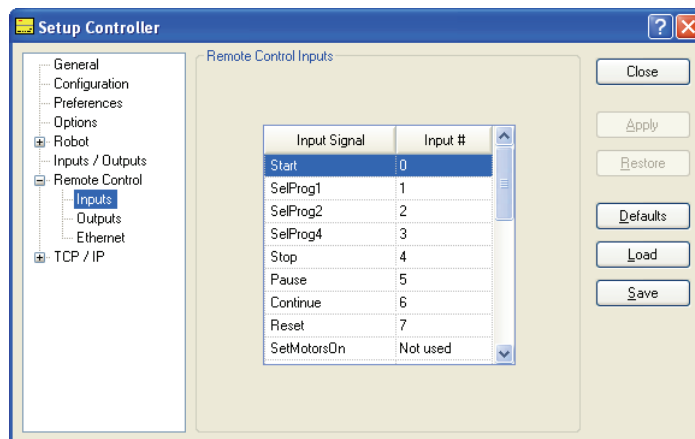 Setup Controller
General
Configuration
Preferences
Options
Robot
Inputs / Outputs
Remote Control
Inputs
Outputs
Ethernet
TCP / IP
Remote Control Inputs
Input Signal Input #
Start 0
SelProg1 1
SelProg2 2
SelProg4 3
Stop 4
Pause 5
Continue 6
Reset 7
SetMotorsOn Not used
Close
Apply
Restore
Defaults
Load
Save